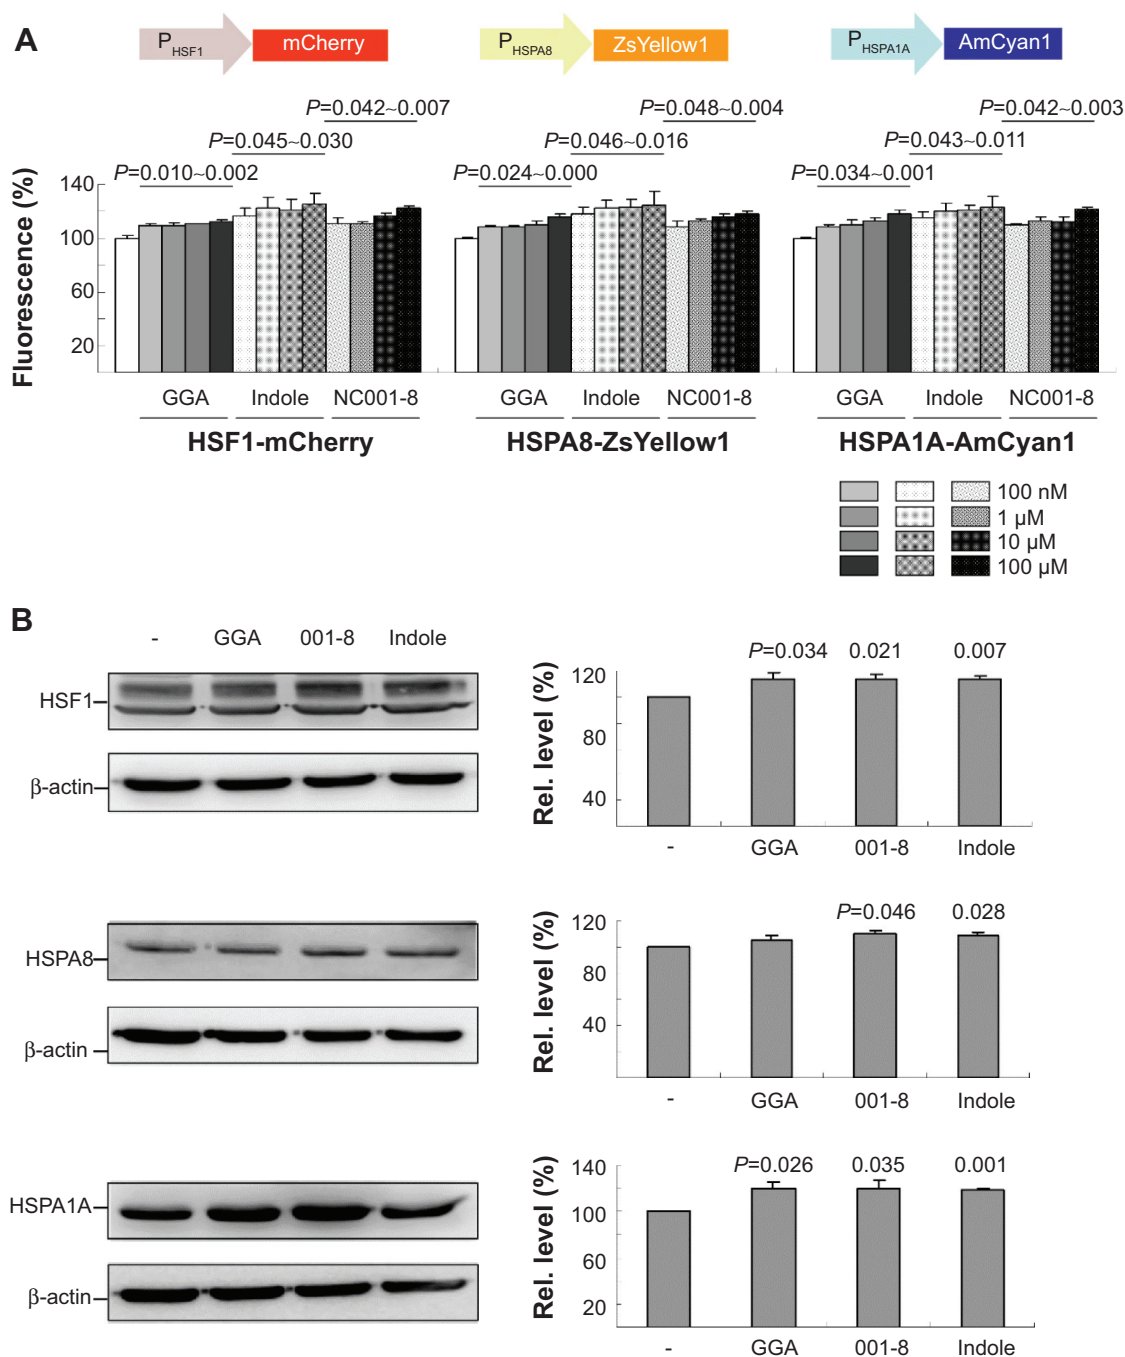 A
P HSF1 mCherry
P HSPA8 ZsYellow1
P HSPA1A AmCyan1
P=0.042~0.007
P=0.045~0.030
P=0.010~0.002
P=0.048~0.004
P=0.046~0.016
P=0.024~0.000
P=0.042~0.003
P=0.043~0.011
P=0.034~0.001
Fluorescence (%)
140
100
60
20
GGA Indole NC001-8
HSF1-mCherry
GGA Indole NC001-8
HSPA8-ZsYellow1
GGA Indole NC001-8
HSPA1A-AmCyan1
100 nM
1 µM
10 µM
100 µM
B
- GGA 001-8 Indole
HSF1
β-actin
P=0.034 0.021 0.007
Rel. level (%)
120
80
40
- GGA 001-8 Indole
HSPA8
β-actin
P=0.046 0.028
Rel. level (%)
120
80
40
- GGA 001-8 Indole
HSPA1A
β-actin
P=0.026 0.035 0.001
Rel. level (%)
140
100
60
20
- GGA 001-8 Indole